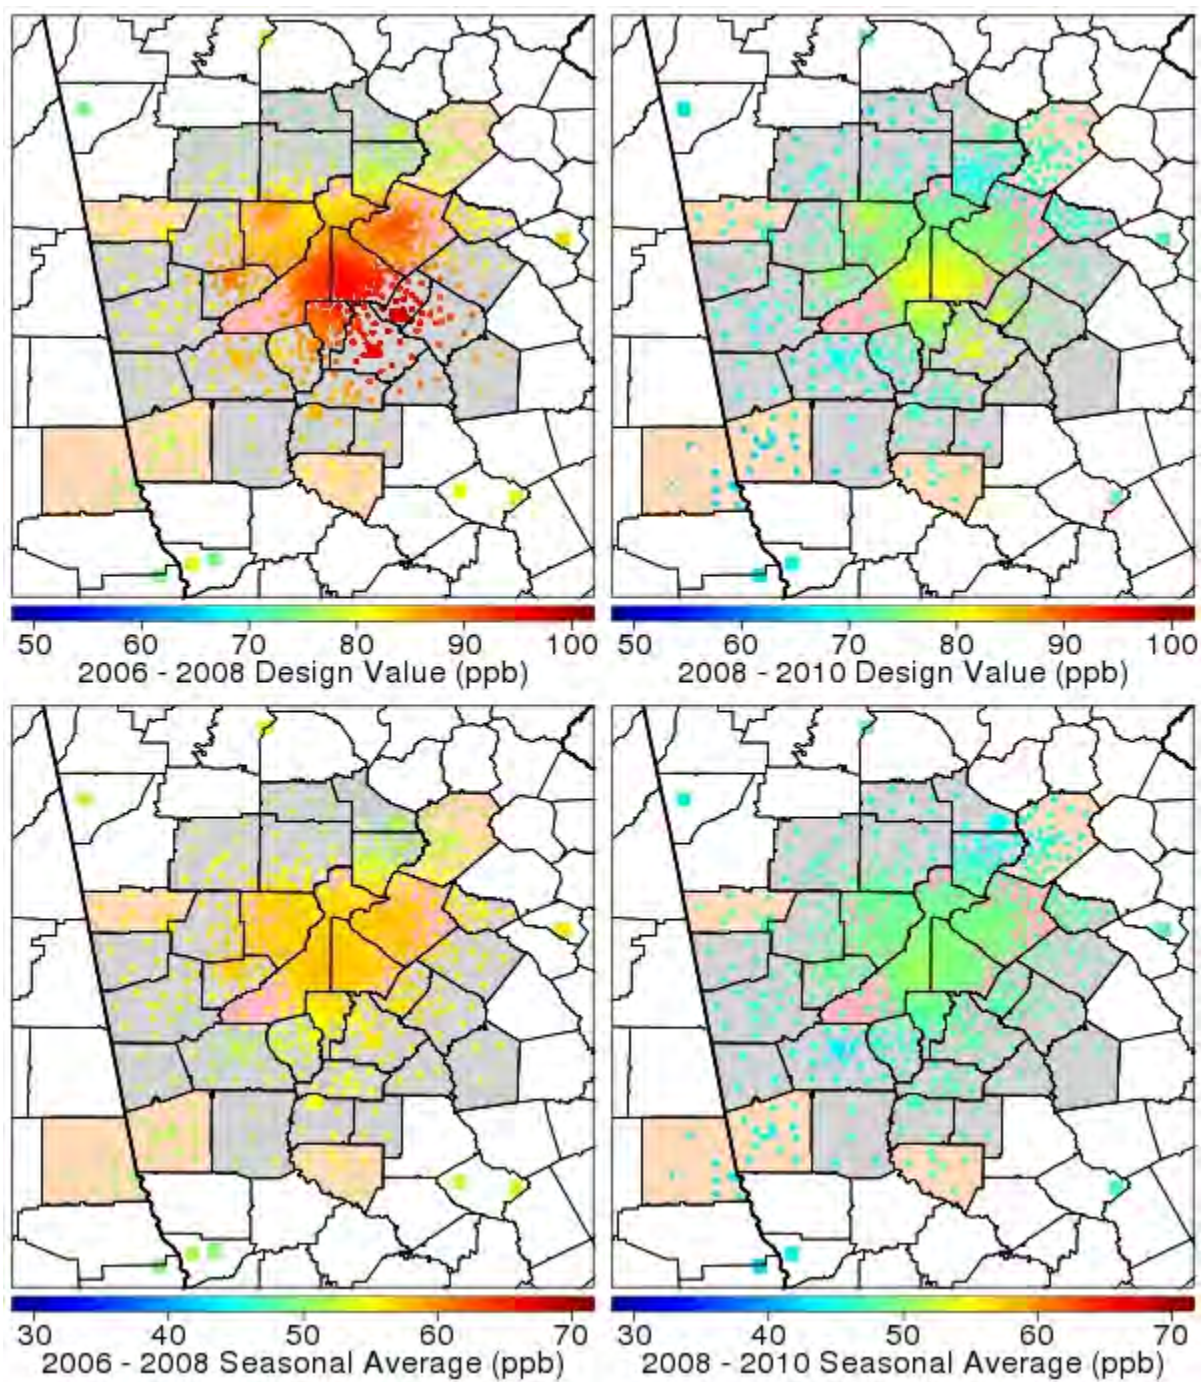 50 60 70 80 90 100 50 60 70 80 90 100
2006 - 2008 Design Value (ppb) 2008 - 2010 Design Value (ppb)
30 40 50 60 70 30 40 50 60 70
2006 - 2008 Seasonal Average (ppb) 2008 - 2010 Seasonal Average (ppb)